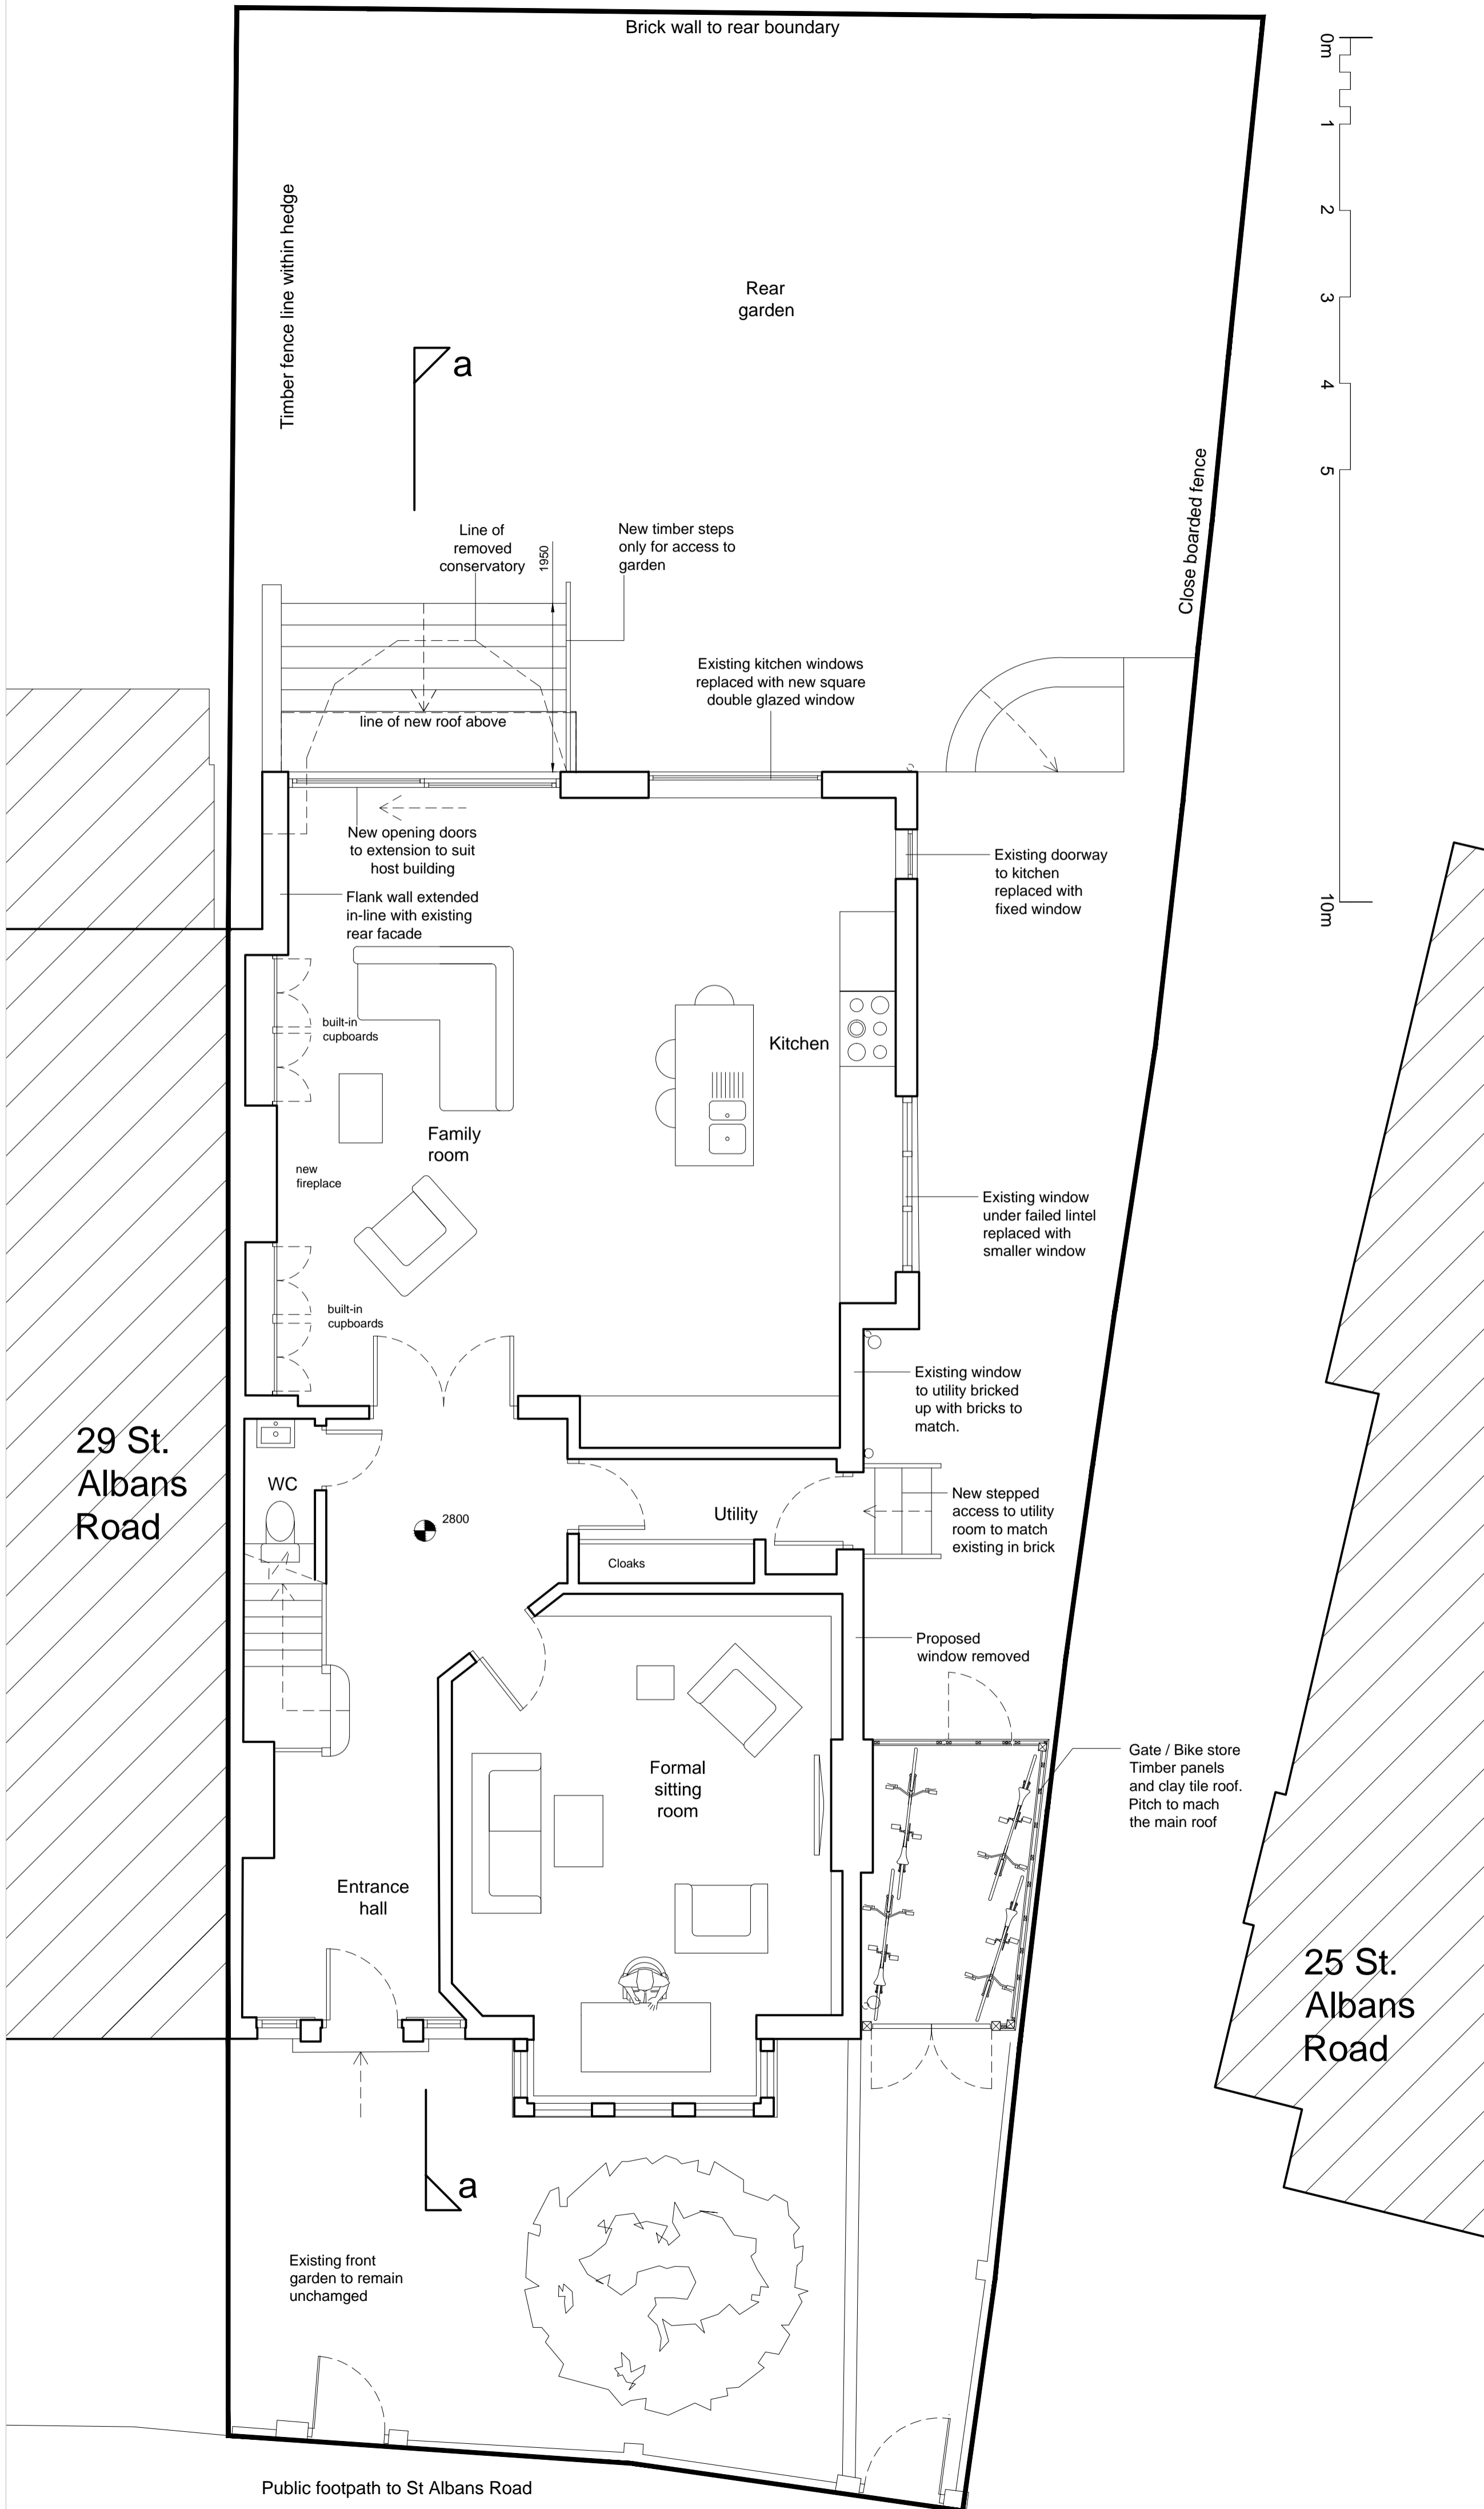 Brick wall to rear boundary
0m
1
2
3
4
5
10m
Timber fence line within hedge
Rear
garden
a
Close boarded fence
Line of
removed
conservatory
1950
New timber steps
only for access to
garden
Existing kitchen windows
replaced with new square
double glazed window
line of new roof above
New opening doors
to extension to suit
host building
Existing doorway
to kitchen
replaced with
fixed window
Flank wall extended
in-line with existing
rear facade
built-in
cupboards
Kitchen
Family
room
new
fireplace
Existing window
under failed lintel
replaced with
smaller window
built-in
cupboards
Existing window
to utility bricked
up with bricks to
match.
29 St.
Albans
Road
WC
2800
Utility
New stepped
access to utility
room to match
existing in brick
Cloaks
Proposed
window removed
Formal
sitting
room
Gate / Bike store
Timber panels
and clay tile roof.
Pitch to mach
the main roof
Entrance
hall
25 St.
Albans
Road
a
Existing front
garden to remain
unchamged
Public footpath to St Albans Road